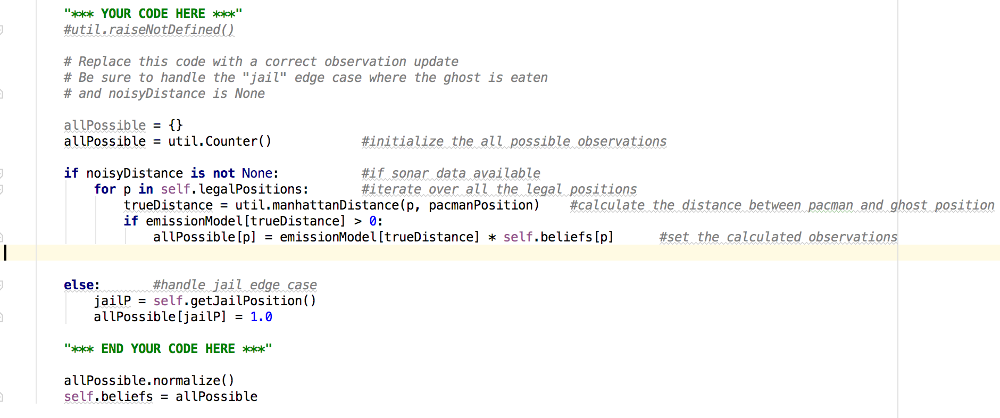 "*** YOUR CODE HERE ***"
#util.raiseNotDefined()
# Replace this code with a correct observation update
# Be sure to handle the "jail" edge case where the ghost is eaten
# and noisyDistance is None
allPossible = {}
allPossible = util.Counter() #initialize the all possible observations
if noisyDistance is not None: #if sonar data available
for p in self.legalPositions: #iterate over all the legal positions
trueDistance = util.manhattanDistance(p, pacmanPosition) #calculate the distance between pacman and ghost position
if emissionModel[trueDistance] > 0:
allPossible[p] = emissionModel[trueDistance] * self.beliefs[p] #set the calculated observations
else: #handle jail edge case
jailP = self.getJailPosition()
allPossible[jailP] = 1.0
"*** END YOUR CODE HERE ***"
allPossible.normalize()
self.beliefs = allPossible